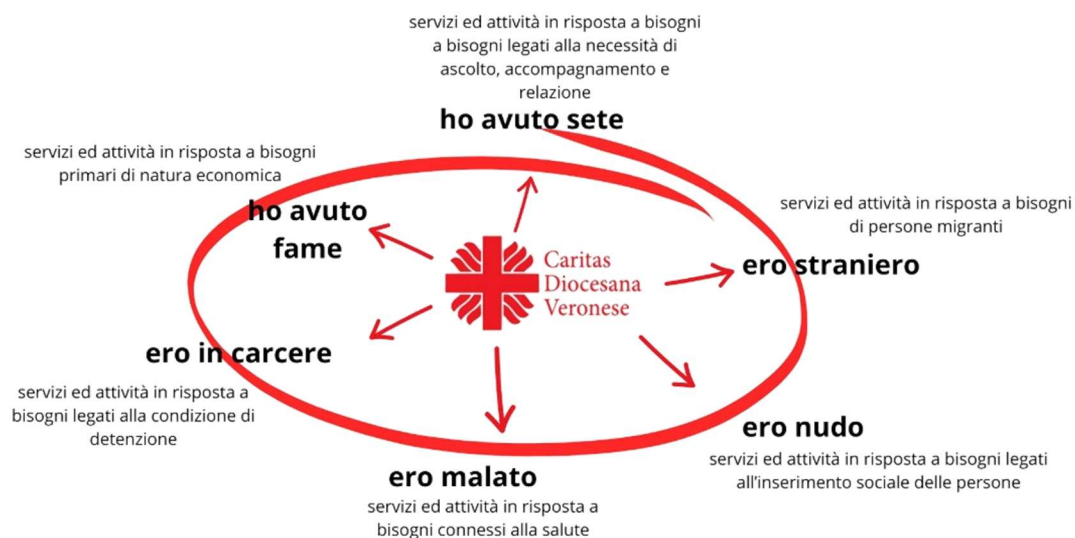 servizi ed attività in risposta a bisogni
a bisogni legati alla necessità di
ascolto, accompagnamento e
relazione
ho avuto sete
servizi ed attività in risposta a bisogni
primari di natura economica
ho avuto
fame
servizi ed attività in risposta a bisogni
di persone migranti
ero straniero
Caritas
Diocesana
Veronese
ero in carcere
servizi ed attività in risposta a
bisogni legati alla condizione di
detenzione
ero nudo
servizi ed attività in risposta a bisogni legati
all'inserimento sociale delle persone
ero malato
servizi ed attività in risposta a
bisogni connessi alla salute